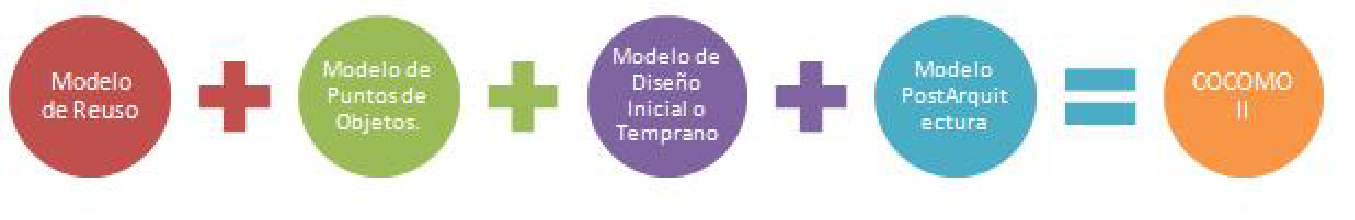 Modelo
de Reuso
Modelo de
Puntos de
Objetos.
Modelo de
Diseño
Inicial o
Temprano
Modelo
PostArquit
ectura
COCOMO
II